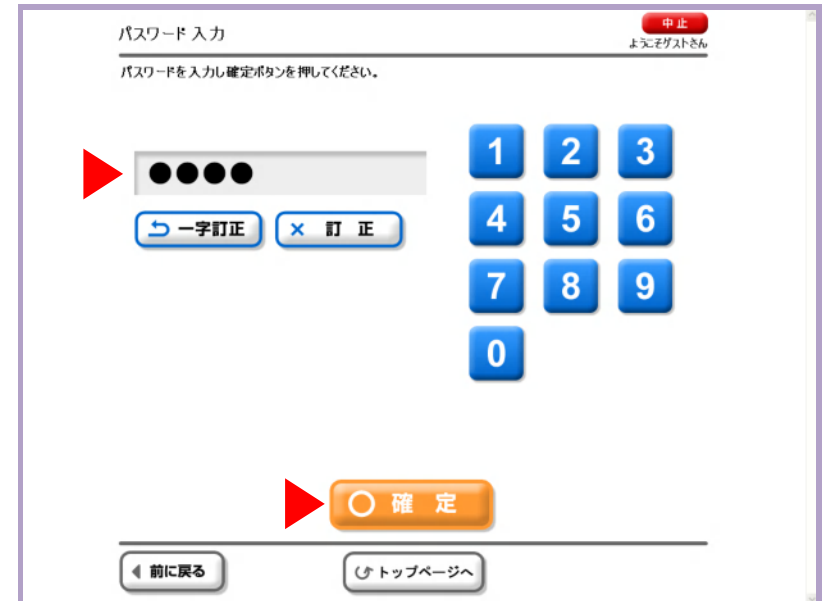 パスワード 入力
中止
ようこそゲストさん
パスワードを入力し確定ボタンを押してください。
●●●●
1 2 3
一字訂正 × 訂 正
4 5 6
7 8 9
0
確 定
前に戻る トップページへ